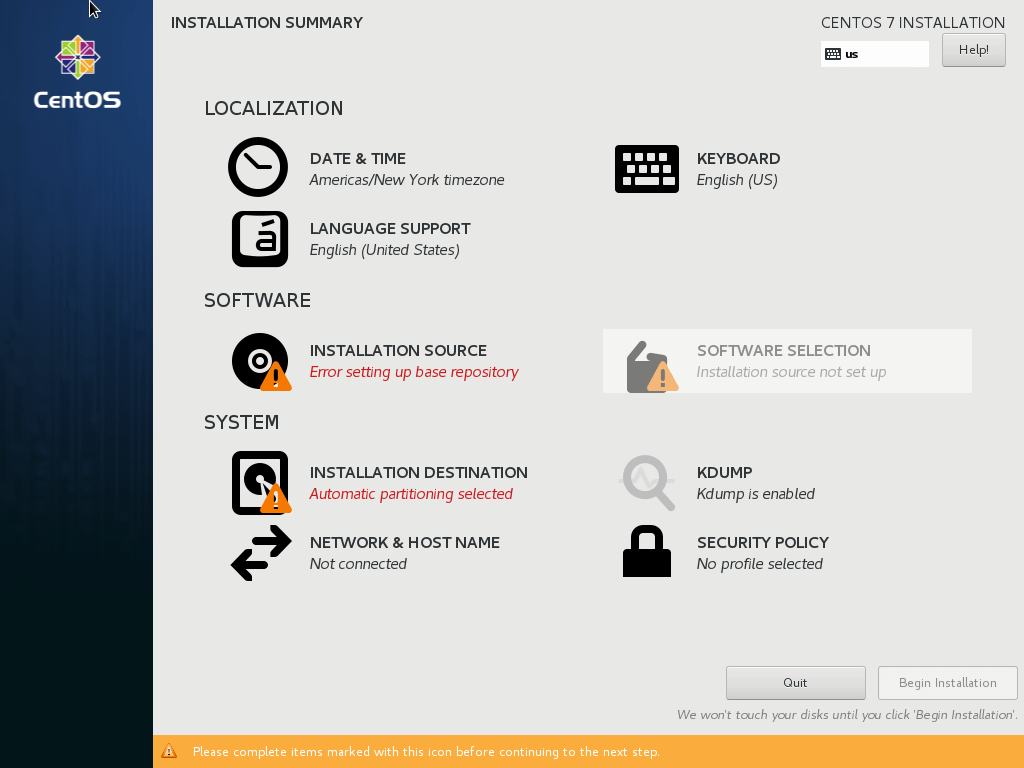 INSTALLATION SUMMARY
CENTOS 7 INSTALLATION
us
Help!
CentOS
LOCALIZATION
DATE & TIME
Americas/New York timezone
KEYBOARD
English (US)
LANGUAGE SUPPORT
English (United States)
SOFTWARE
INSTALLATION SOURCE
Error setting up base repository
SOFTWARE SELECTION
Installation source not set up
SYSTEM
INSTALLATION DESTINATION
Automatic partitioning selected
KDUMP
Kdump is enabled
NETWORK & HOST NAME
Not connected
SECURITY POLICY
No profile selected
Quit
Begin Installation
We won't touch your disks until you click 'Begin Installation'.
Please complete items marked with this icon before continuing to the next step.